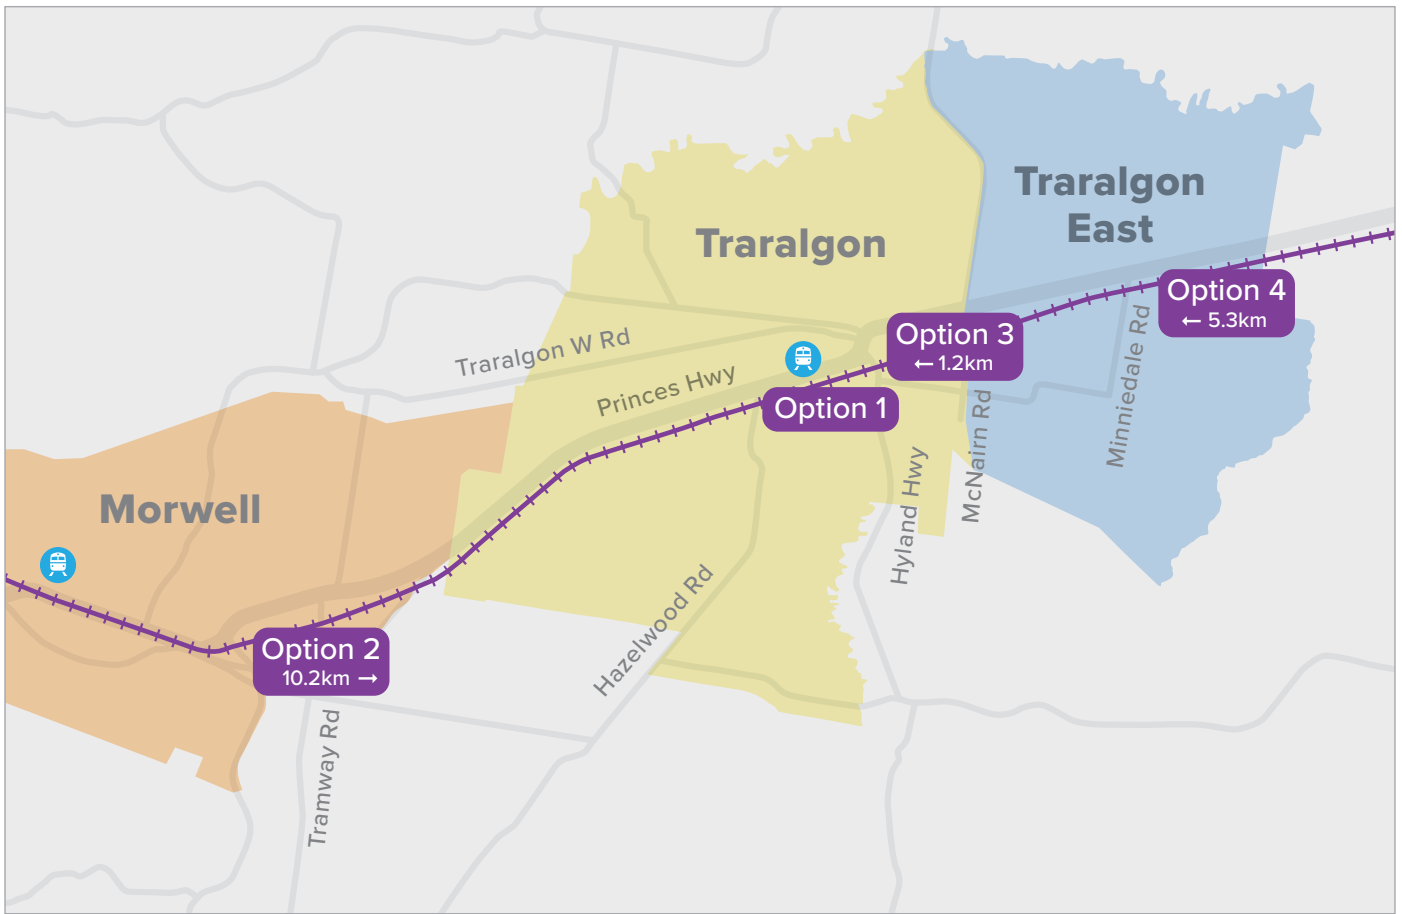 Traralgon
East
Traralgon
Option 4
← 5.3km
Option 3
← 1.2km
Traralgon W Rd
Princes Hwy
Option 1
Minniedale Rd
McNairn Rd
Hyland Hwy
Morwell
Hazelwood Rd
Option 2
10.2km →
Tramway Rd